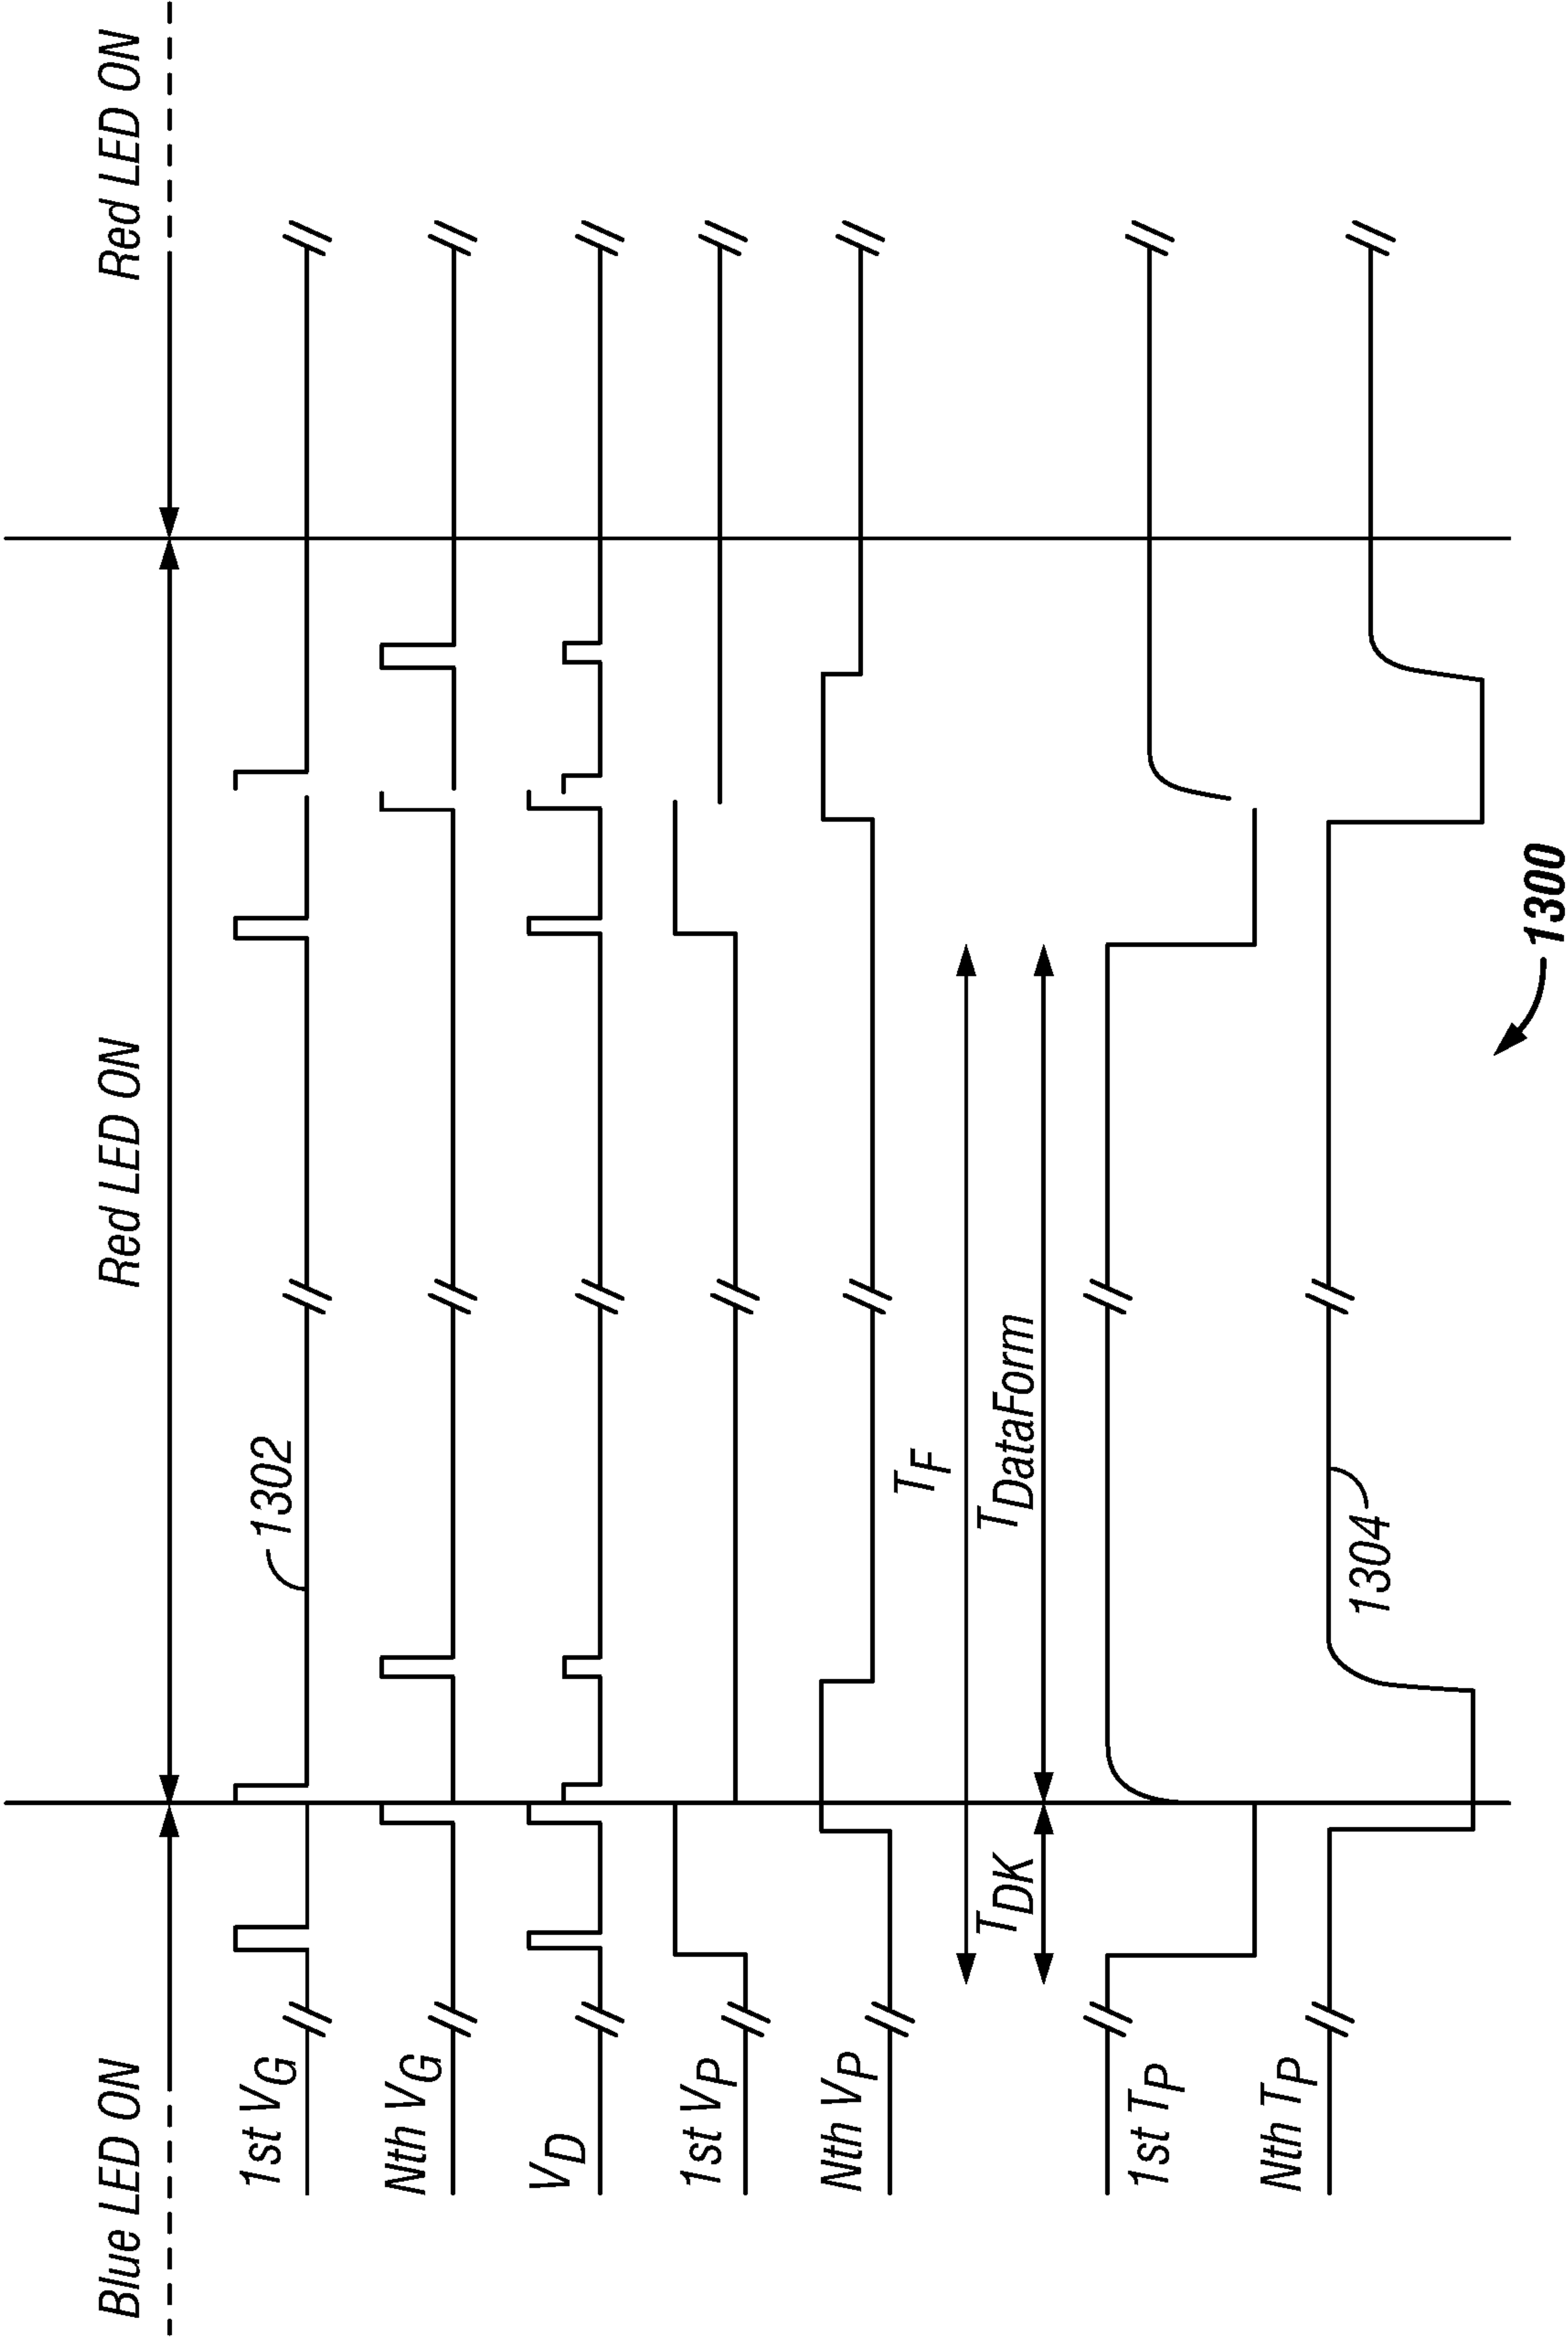 Blue LED ON
Red LED ON
Red LED ON
1st VG
1302
Nth VG
VD
1st VP
Nth VP
TF
TDK
TDataForm
1st TP
Nth TP
1304
1300